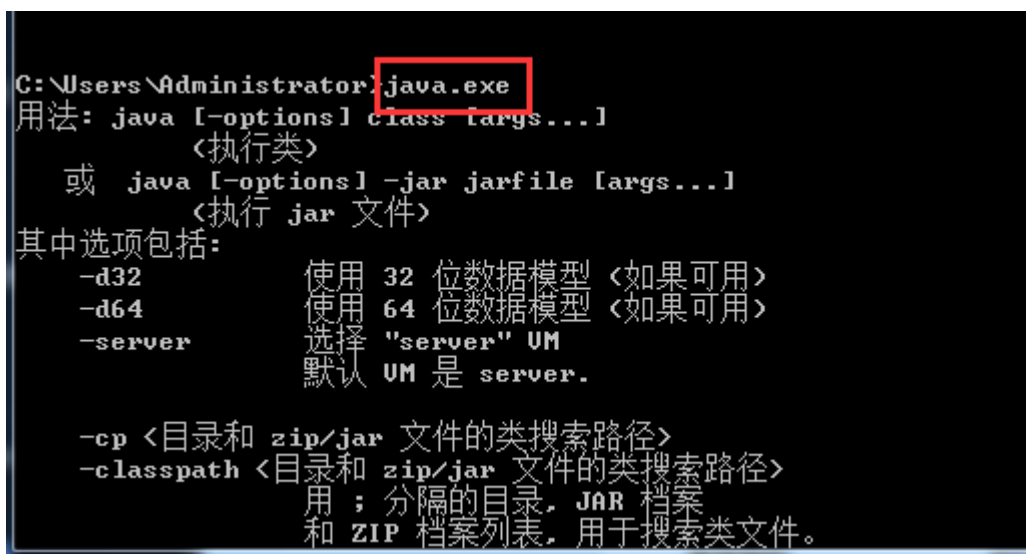 C:\Users\Administrator>java.exe
用法: java [-options] class [args...]
(执行类)
或 java [-options] -jar jarfile [args...]
(执行 jar 文件)
其中选项包括:
-d32 使用 32 位数据模型 (如果可用)
-d64 使用 64 位数据模型 (如果可用)
-server 选择 "server" VM
默认 VM 是 server.
-cp <目录和 zip/jar 文件的类搜索路径>
-classpath <目录和 zip/jar 文件的类搜索路径>
用 ; 分隔的目录, JAR 档案
和 ZIP 档案列表, 用于搜索类文件。